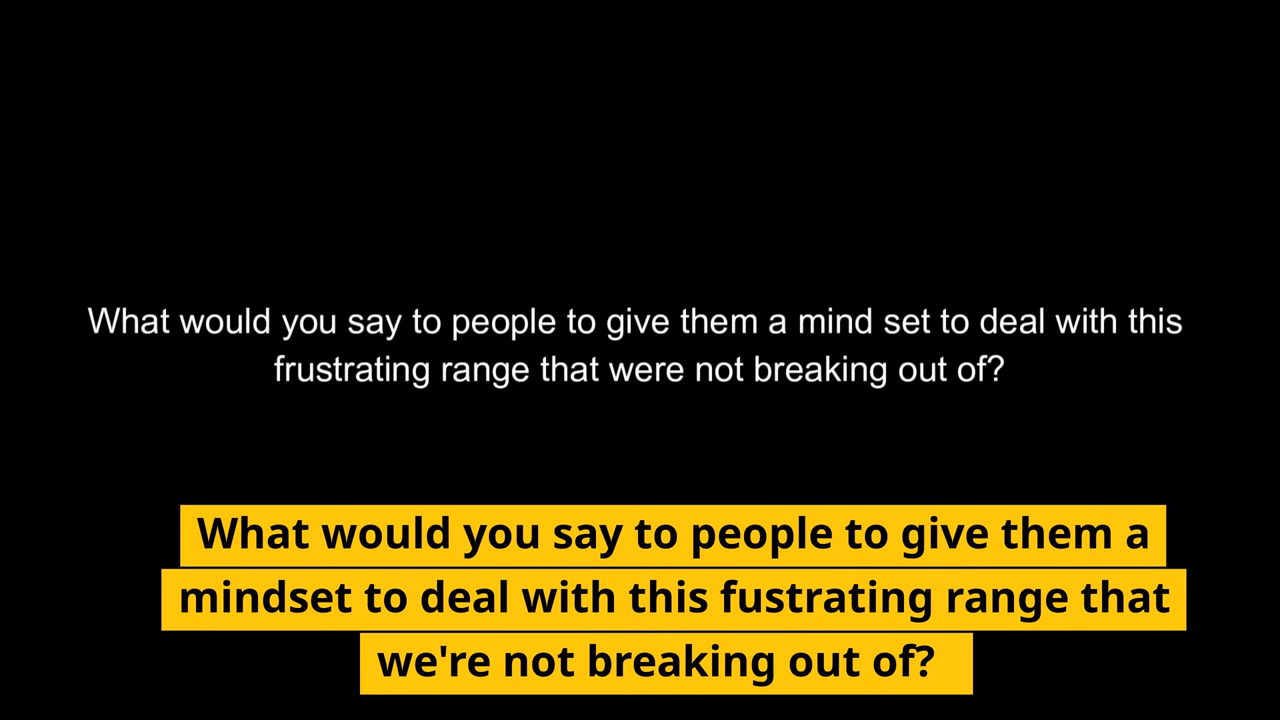 What would you say to people to give them a mind set to deal with this
frustrating range that were not breaking out of?
What would you say to people to give them a
mindset to deal with this fustrating range that
we're not breaking out of?